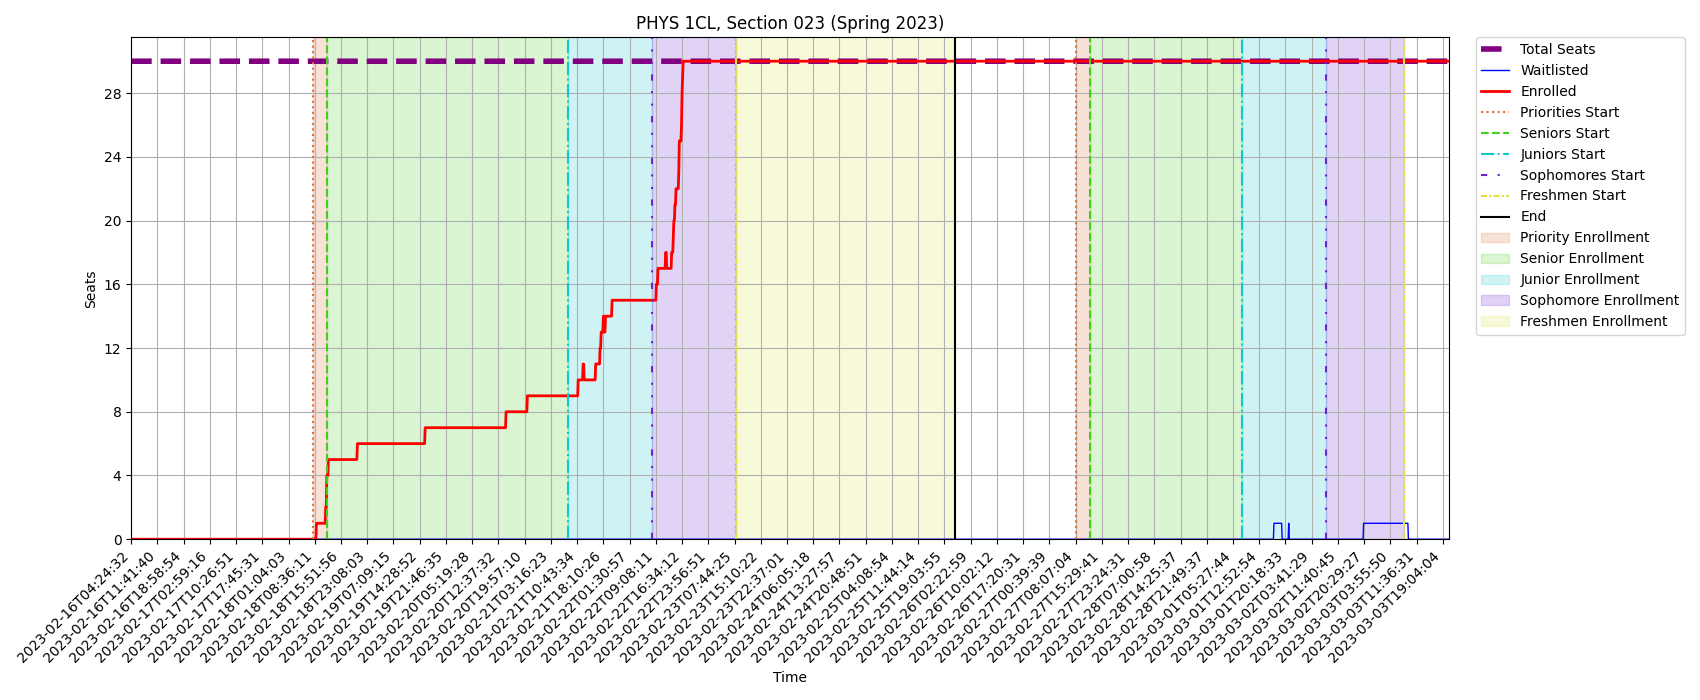 PHYS 1CL, Section 023 (Spring 2023)
Seats
28
24
20
16
12
8
4
0
2023-02-16T04:24:32
2023-02-16T11:41:40
2023-02-16T18:58:54
2023-02-17T02:59:16
2023-02-17T10:26:51
2023-02-17T17:45:31
2023-02-18T01:04:03
2023-02-18T08:36:11
2023-02-18T15:51:56
2023-02-18T23:08:03
2023-02-19T07:09:15
2023-02-19T14:28:52
2023-02-19T21:46:35
2023-02-20T05:19:28
2023-02-20T12:37:32
2023-02-20T19:57:10
2023-02-21T03:16:23
2023-02-21T10:43:34
2023-02-21T18:10:26
2023-02-22T01:30:57
2023-02-22T09:08:11
2023-02-22T16:34:12
2023-02-22T23:56:51
2023-02-23T07:44:25
2023-02-23T15:10:22
2023-02-23T22:37:01
2023-02-24T06:05:18
2023-02-24T13:27:57
2023-02-24T20:48:51
2023-02-25T04:08:54
2023-02-25T11:44:14
2023-02-25T19:03:55
2023-02-26T02:22:59
2023-02-26T10:02:12
2023-02-26T17:20:31
2023-02-27T00:39:39
2023-02-27T08:07:04
2023-02-27T15:29:41
2023-02-27T23:24:31
2023-02-28T07:00:58
2023-02-28T14:25:37
2023-02-28T21:49:37
2023-03-01T05:27:44
2023-03-01T12:52:54
2023-03-01T20:18:33
2023-03-02T03:41:29
2023-03-02T11:40:45
2023-03-02T20:29:27
2023-03-03T03:55:50
2023-03-03T11:36:31
2023-03-03T19:04:04
Time
Total Seats
Waitlisted
Enrolled
Priorities Start
Seniors Start
Juniors Start
Sophomores Start
Freshmen Start
End
Priority Enrollment
Senior Enrollment
Junior Enrollment
Sophomore Enrollment
Freshmen Enrollment